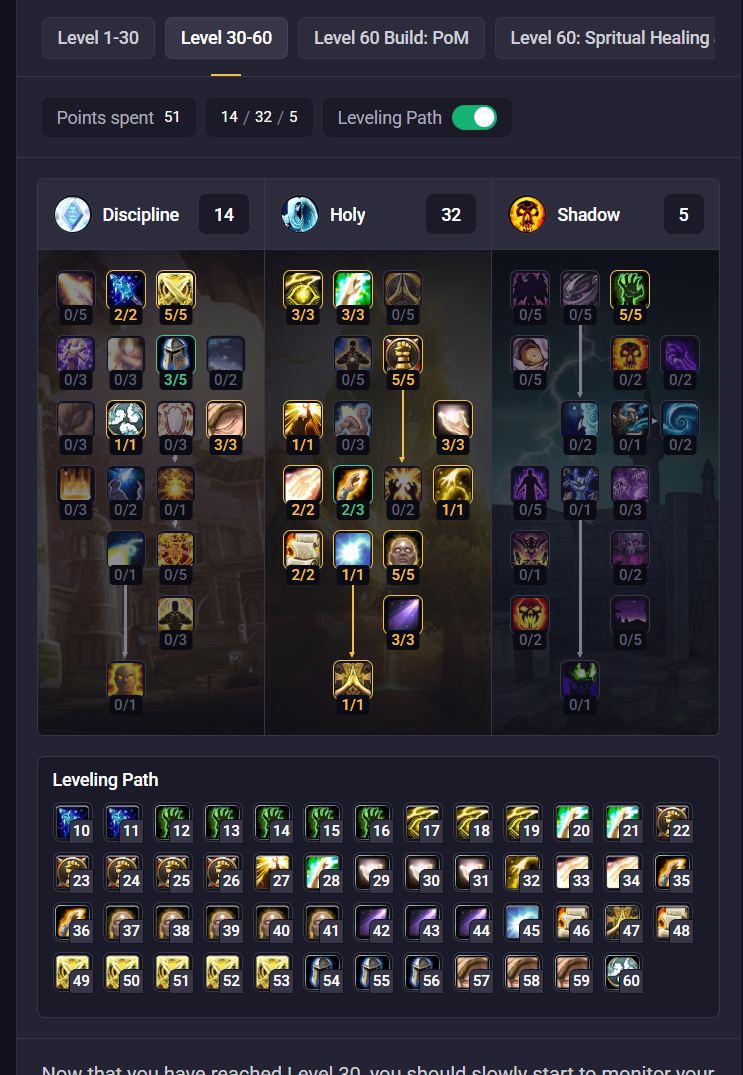 Level 1-30 Level 30-60 Level 60 Build: PoM Level 60: Spritual Healing
Points spent 51 14 / 32 / 5 Leveling Path
Discipline 14 Holy 32 Shadow 5
0/5 2/2 5/5 3/3 3/3 0/5 0/5 0/5 5/5
0/3 0/3 3/5 0/2 0/5 5/5 0/5 0/2 0/2
0/3 1/1 0/3 3/3 1/1 0/3 3/3 0/2 0/1 0/2
0/3 0/2 0/1 2/2 2/3 0/2 1/1 0/5 0/1 0/3
0/1 0/5 2/2 1/1 5/5 0/1 0/2
0/3 3/3 0/2 0/5
0/1 1/1 0/1
Leveling Path
10 11 12 13 14 15 16 17 18 19 20 21 22
23 24 25 26 27 28 29 30 31 32 33 34 35
36 37 38 39 40 41 42 43 44 45 46 47 48
49 50 51 52 53 54 55 56 57 58 59 60
Now that you have reached Level 30, you should slowly start to monitor your